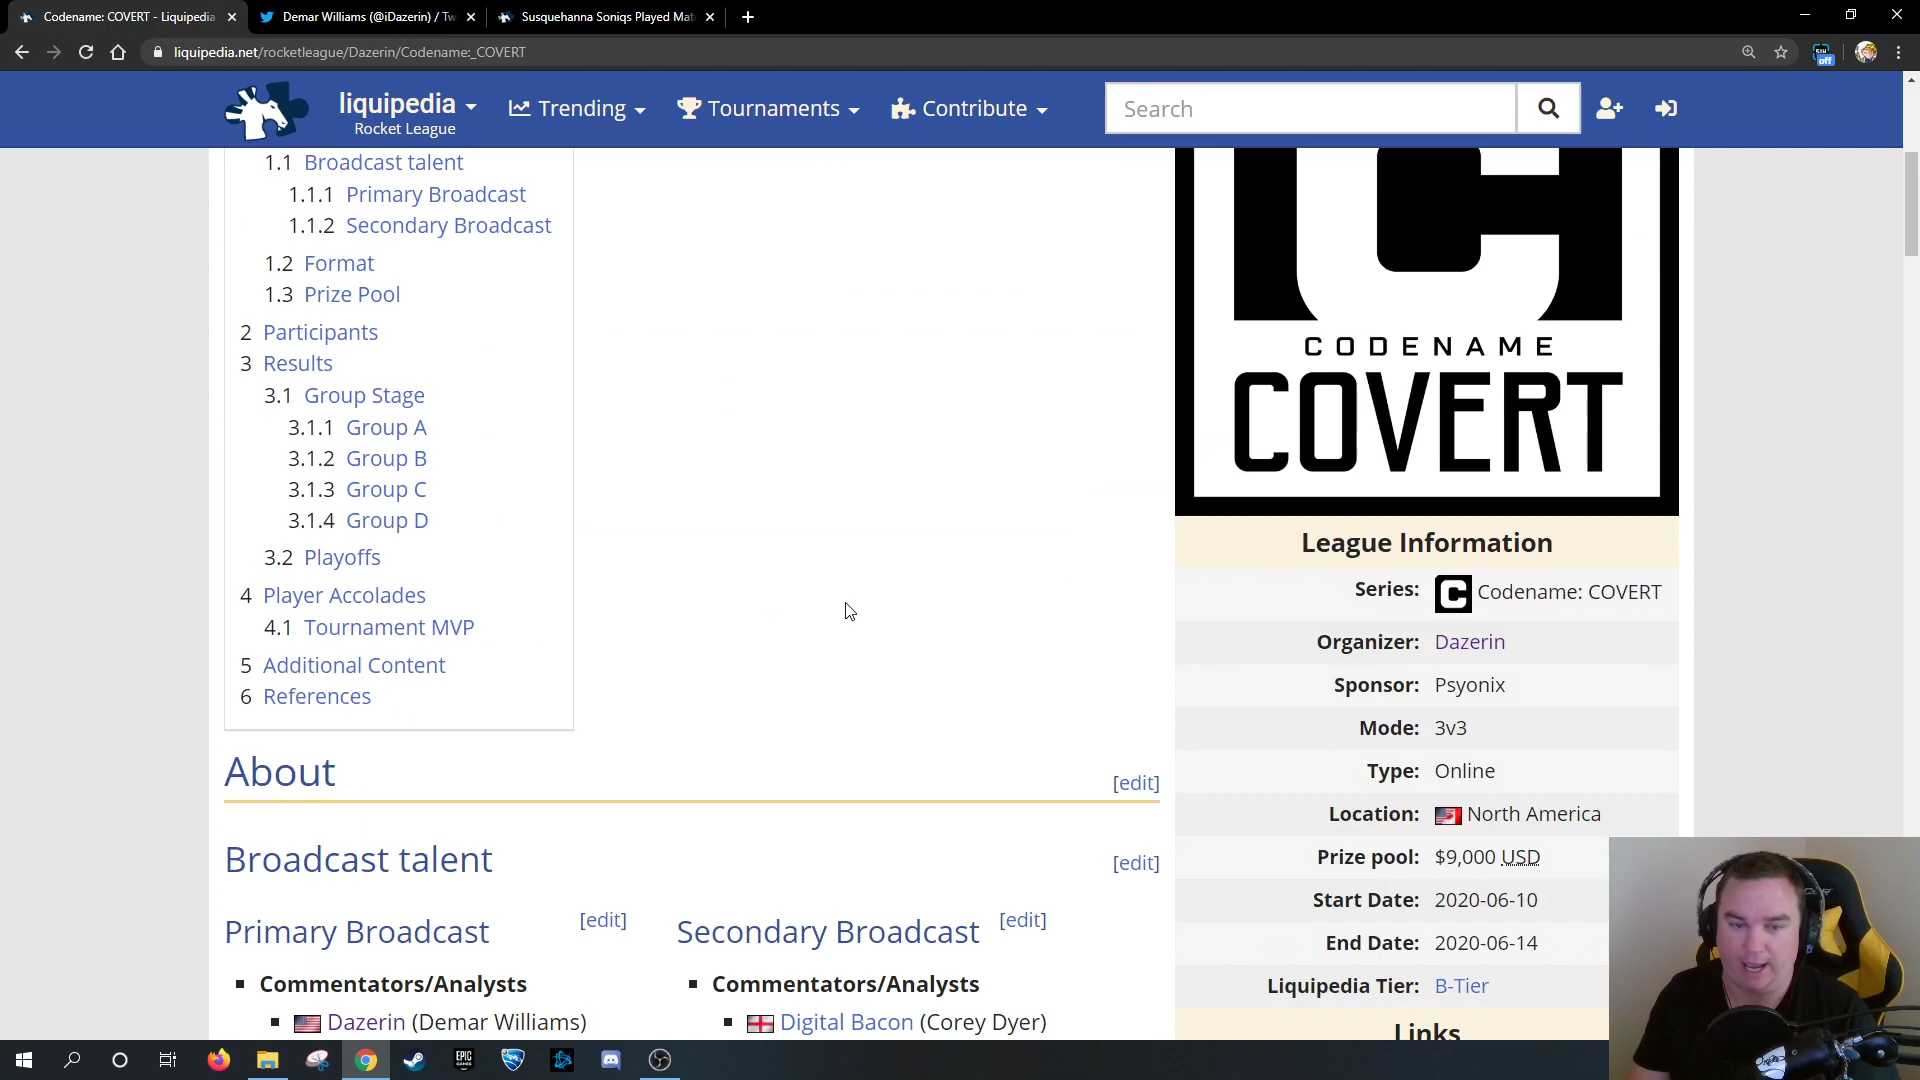 Codename: COVERT - Liquipedia
Demar Williams (@iDazerin) / Tw
Susquehanna Soniqs Played Mat
liquipedia.net/rocketleague/Dazerin/Codename:_COVERT
off
liquipedia
Rocket League
Trending
Tournaments
Contribute
Search
1.1 Broadcast talent
1.1.1 Primary Broadcast
1.1.2 Secondary Broadcast
1.2 Format
1.3 Prize Pool
2 Participants
3 Results
3.1 Group Stage
3.1.1 Group A
3.1.2 Group B
3.1.3 Group C
3.1.4 Group D
3.2 Playoffs
4 Player Accolades
4.1 Tournament MVP
5 Additional Content
6 References
C
CODENAME
COVERT
League Information
Series: C Codename: COVERT
Organizer: Dazerin
Sponsor: Psyonix
Mode: 3v3
Type: Online
Location: North America
Prize pool: $9,000 USD
Start Date: 2020-06-10
End Date: 2020-06-14
Liquipedia Tier: B-Tier
Links
About [edit]
Broadcast talent [edit]
Primary Broadcast [edit]
Secondary Broadcast [edit]
Commentators/Analysts
Dazerin (Demar Williams)
Commentators/Analysts
Digital Bacon (Corey Dyer)
EPIC